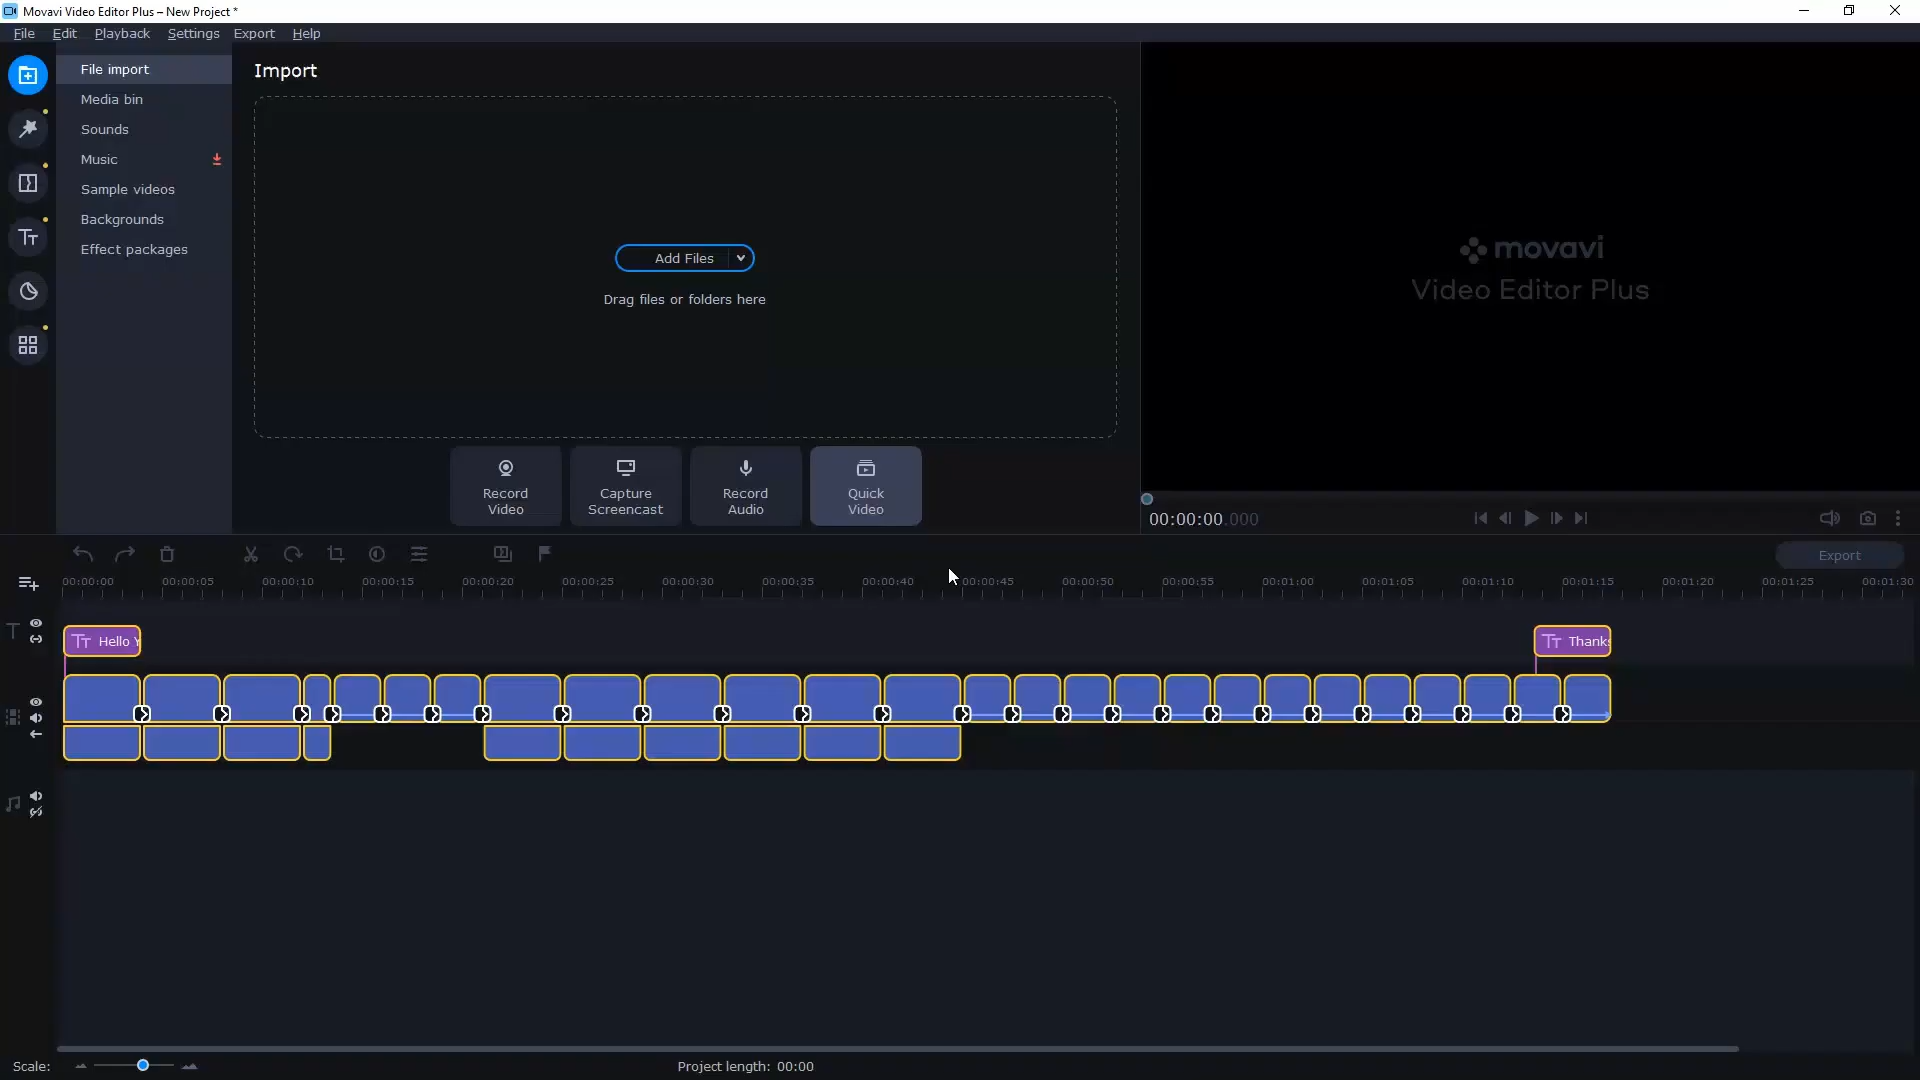 Movavi Video Editor Plus – New Project *
File Edit Playback Settings Export Help
File import
Media bin
Sounds
Music
Sample videos
Backgrounds
Effect packages
Import
Add Files
Drag files or folders here
Record Video
Capture Screencast
Record Audio
Quick Video
movavi
Video Editor Plus
00:00:00.000
Export
00:00:00 00:00:05 00:00:10 00:00:15 00:00:20 00:00:25 00:00:30 00:00:35 00:00:40 00:00:45 00:00:50 00:00:55 00:01:00 00:01:05 00:01:10 00:01:15 00:01:20 00:01:25 00:01:30
Tт Hello Y
Tт Thanks
Scale:
Project length: 00:00